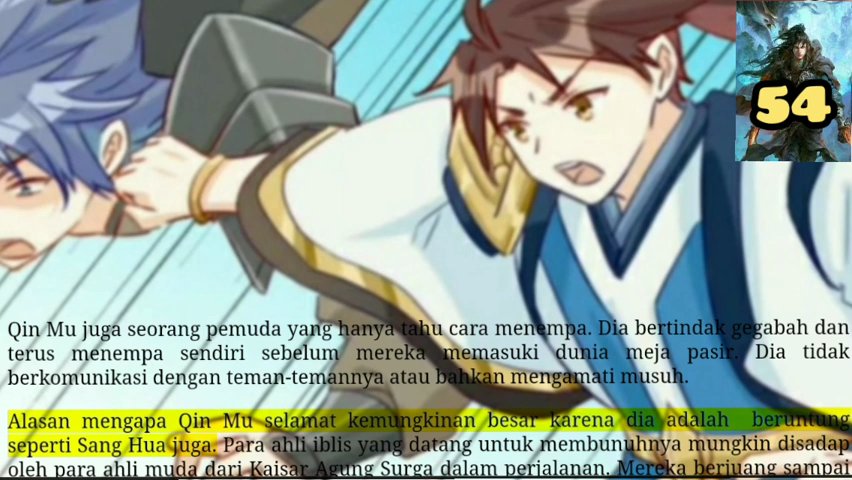 54
Qin Mu juga seorang pemuda yang hanya tahu cara menempa. Dia bertindak gegabah dan
terus menempa sendiri sebelum mereka memasuki dunia meja pasir. Dia tidak
berkomunikasi dengan teman-temannya atau bahkan mengamati musuh.
Alasan mengapa Qin Mu selamat kemungkinan besar karena dia adalah beruntung
seperti Sang Hua juga. Para ahli iblis yang datang untuk membunuhnya mungkin disadap
oleh para ahli muda dari Kaisar Agung Surga dalam perjalanan. Mereka berjuang sampai